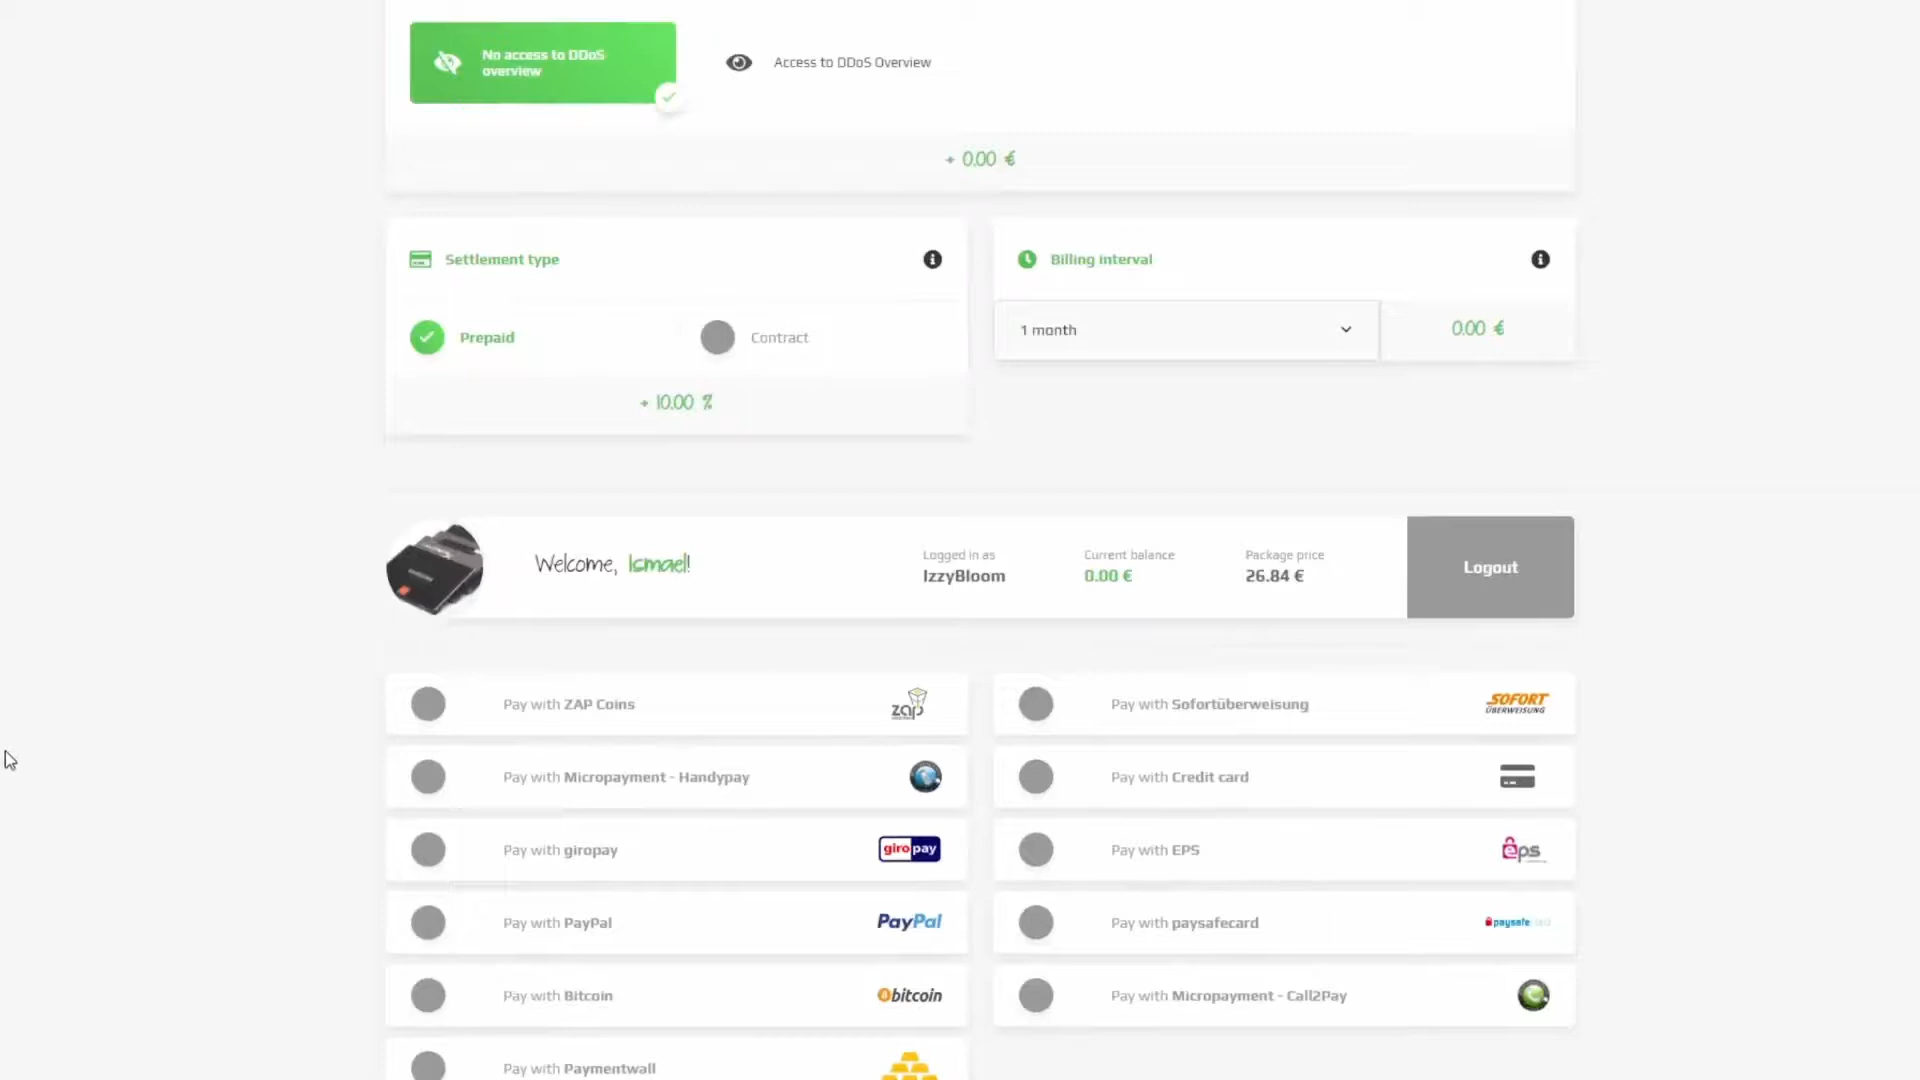 No access to DDoS
overview
Access to DDoS Overview
+ 0.00 €
Settlement type
Billing interval
Prepaid
Contract
1 month
0.00 €
+ 10.00 %
Welcome, Ismael!
Logged in as
IzzyBloom
Current balance
0.00 €
Package price
26.84 €
Logout
Pay with ZAP Coins
zap
Pay with Sofortüberweisung
SOFORT
ÜBERWEISUNG
Pay with Micropayment - Handypay
Pay with Credit card
Pay with giropay
giropay
Pay with EPS
eps
Pay with PayPal
PayPal
Pay with paysafecard
paysafecard
Pay with Bitcoin
bitcoin
Pay with Micropayment - Call2Pay
Pay with Paymentwall